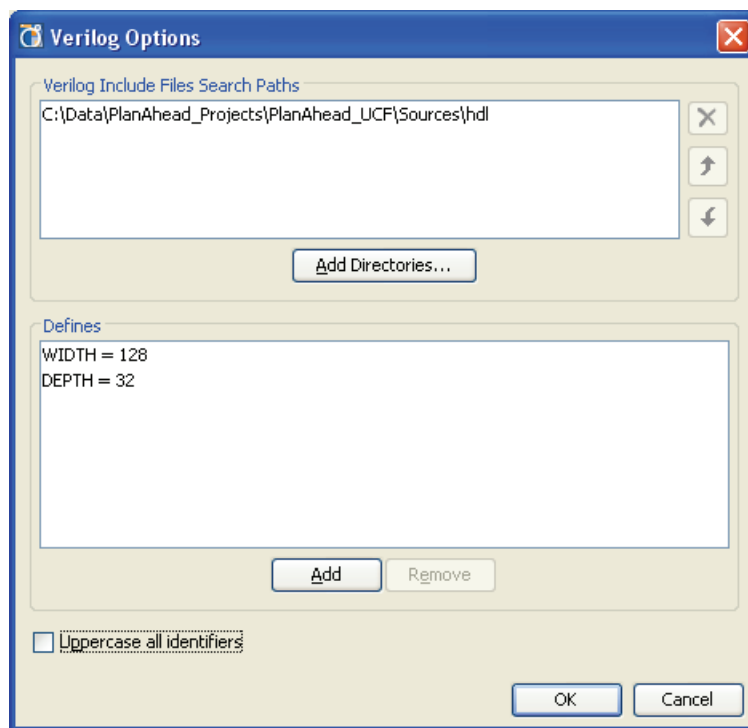 Verilog Options
Verilog Include Files Search Paths
C:\Data\PlanAhead_Projects\PlanAhead_UCF\Sources\hdl
Add Directories...
Defines
WIDTH = 128
DEPTH = 32
Add Remove
Uppercase all identifiers
OK Cancel